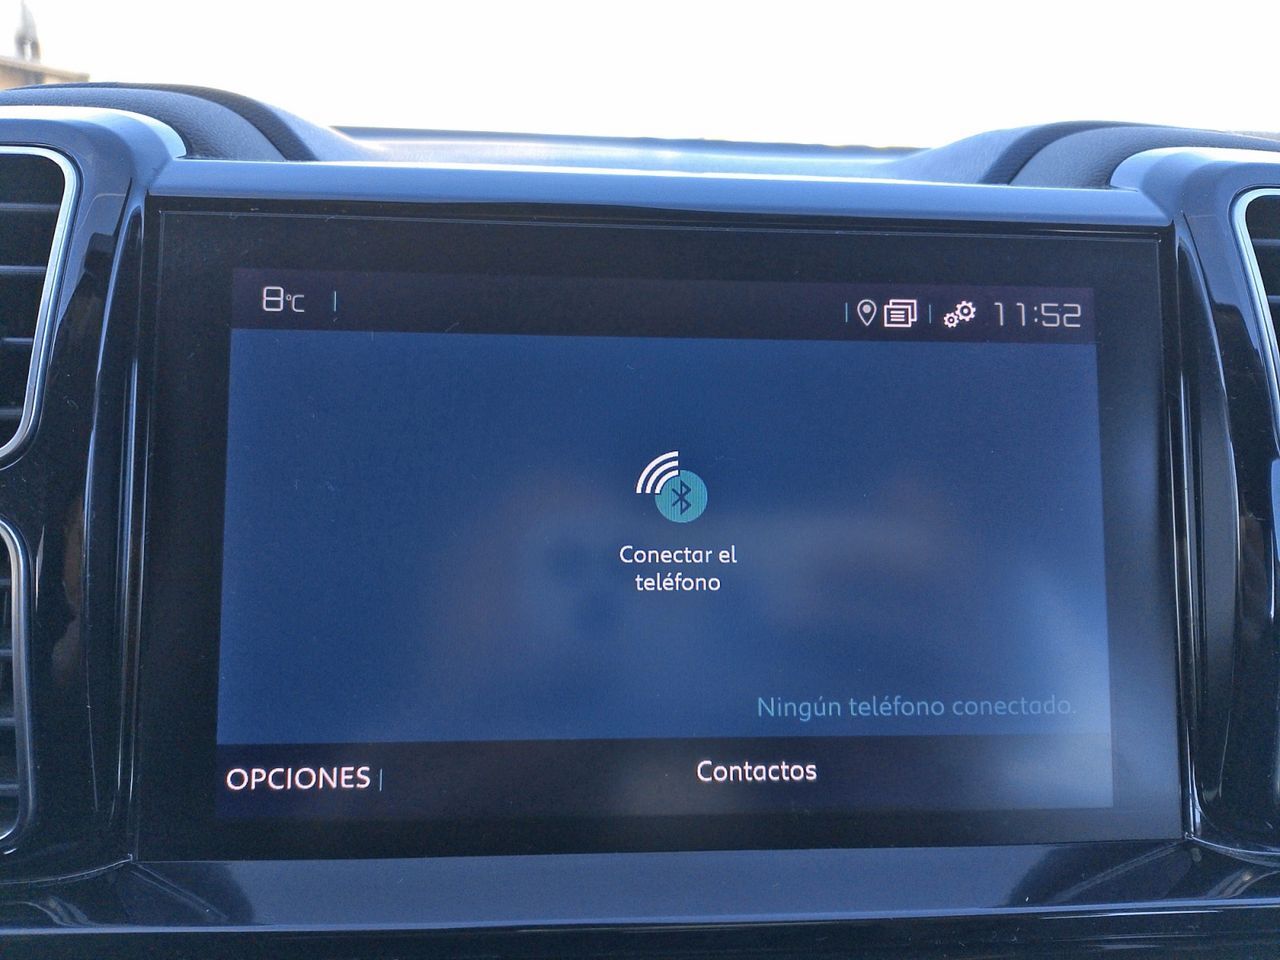 8°C
11:52
Conectar el
teléfono
Ningún teléfono conectado.
OPCIONES
Contactos